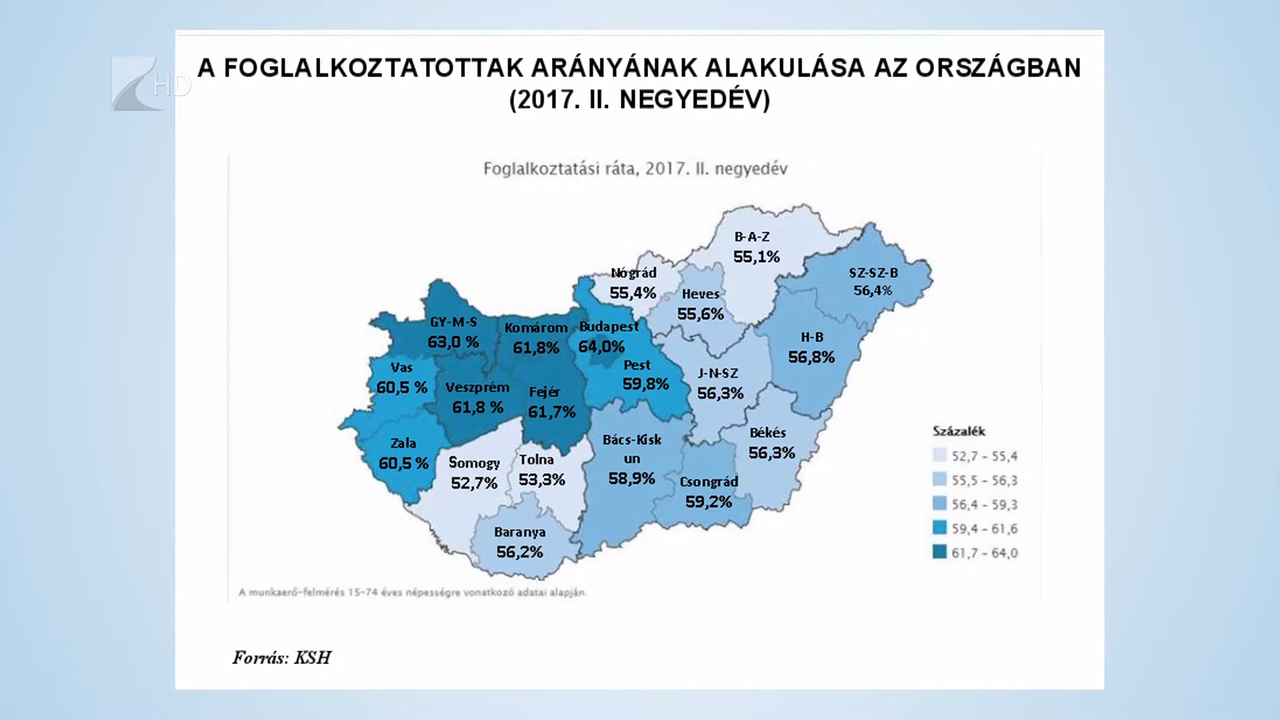 HD
A FOGLALKOZTATOTTAK ARÁNYÁNAK ALAKULÁSA AZ ORSZÁGBAN
(2017. II. NEGYEDÉV)
Foglalkoztatási ráta, 2017. II. negyedév
B-A-Z
55,1%
SZ-SZ-B
56,4%
Nógrád
55,4%
Heves
55,6%
GY-M-S
63,0 %
Komárom
61,8%
Budapest
64,0%
H-B
56,8%
Vas
60,5 %
Veszprém
61,8 %
Fejér
61,7%
Pest
59,8%
J-N-SZ
56,3%
Zala
60,5 %
Somogy
52,7%
Tolna
53,3%
Bács-Kisk
un
58,9%
Békés
56,3%
Csongrád
59,2%
Baranya
56,2%
Százalék
52,7 – 55,4
55,5 – 56,3
56,4 – 59,3
59,4 – 61,6
61,7 – 64,0
A munkaerő-felmérés 15-74 éves népességre vonatkozó adatai alapján.
Forrás: KSH